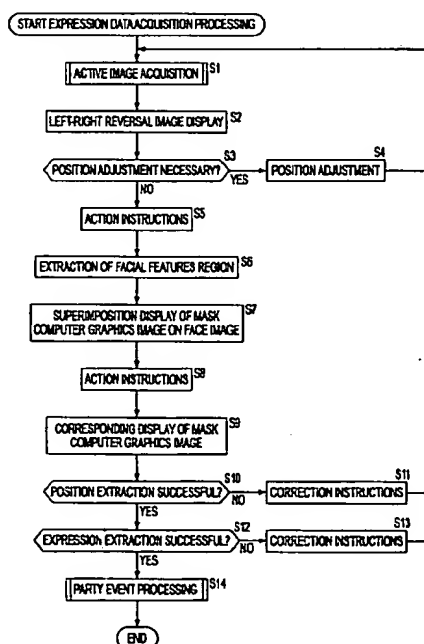 START EXPRESSION DATA ACQUISITION PROCESSING
ACTIVE IMAGE ACQUISITION
S1
LEFT-RIGHT REVERSAL IMAGE DISPLAY
S2
POSITION ADJUSTMENT NECESSARY?
S3
YES
NO
POSITION ADJUSTMENT
S4
ACTION INSTRUCTIONS
S5
EXTRACTION OF FACIAL FEATURES REGION
S6
SUPERIMPOSITION DISPLAY OF MASK
COMPUTER GRAPHICS IMAGE ON FACE IMAGE
S7
ACTION INSTRUCTIONS
S8
CORRESPONDING DISPLAY OF MASK
COMPUTER GRAPHICS IMAGE
S9
POSITION EXTRACTION SUCCESSFUL?
S10
NO
YES
CORRECTION INSTRUCTIONS
S11
EXPRESSION EXTRACTION SUCCESSFUL?
S12
NO
YES
CORRECTION INSTRUCTIONS
S13
PARTY EVENT PROCESSING
S14
END